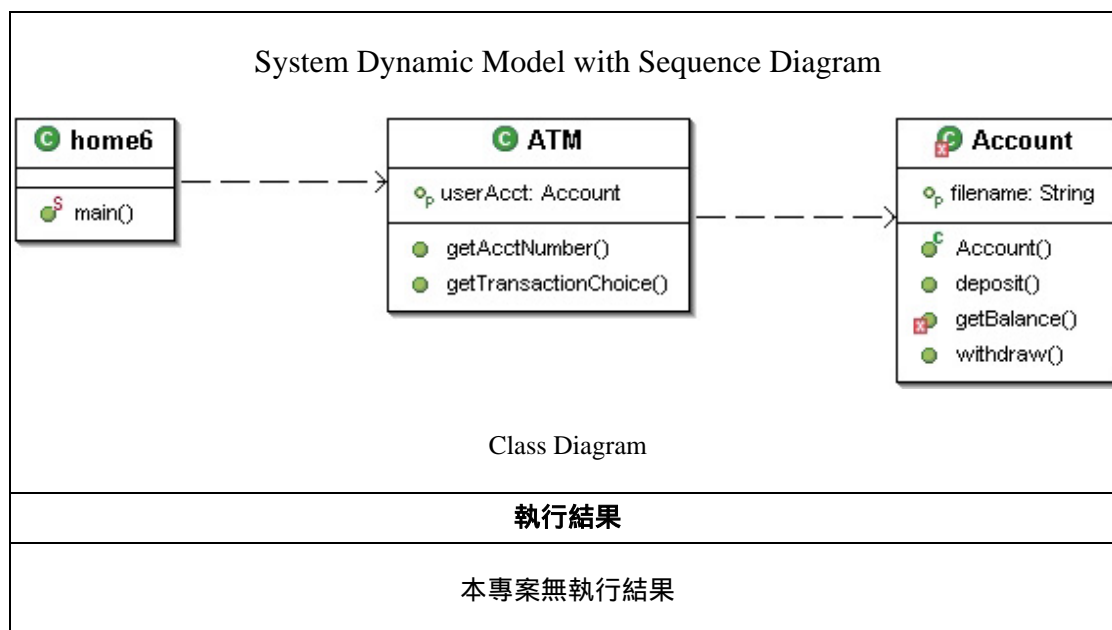 System Dynamic Model with Sequence Diagram
C home6
S main()
C ATM
P userAcct: Account
getAcctNumber()
getTransactionChoice()
C Account
P filename: String
C Account()
deposit()
x getBalance()
withdraw()
Class Diagram
執行結果
本專案無執行結果